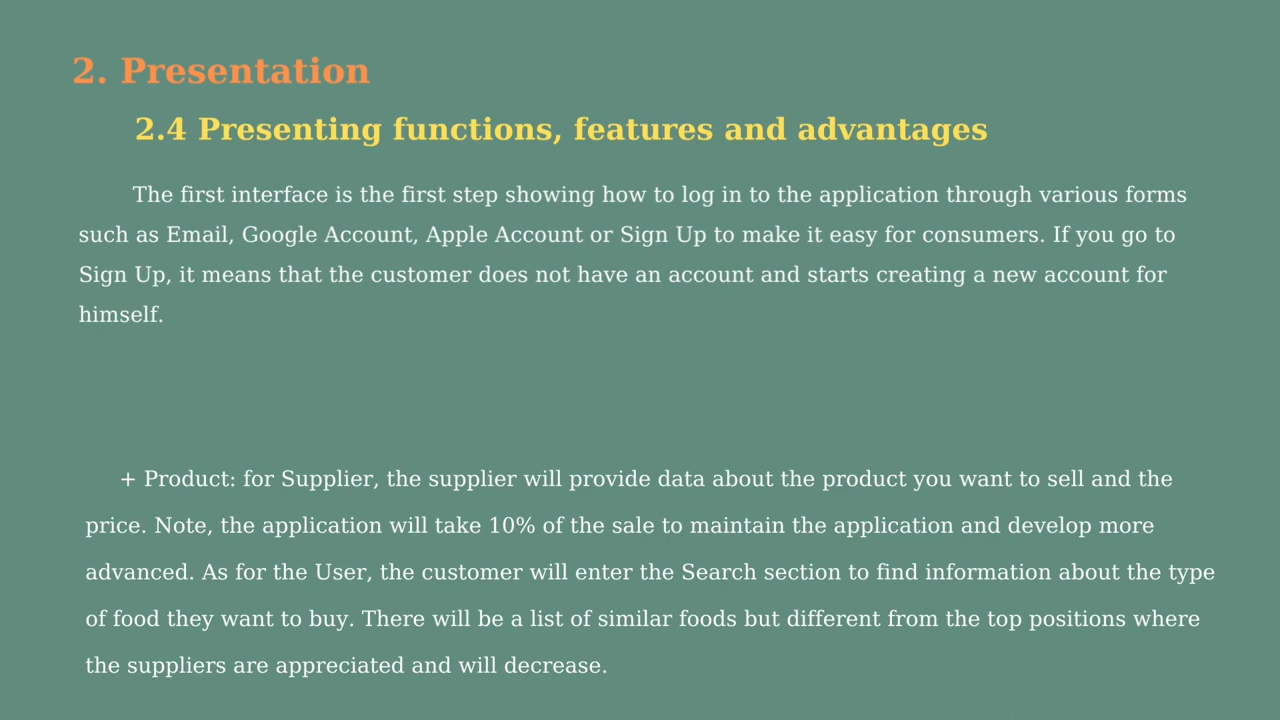 2. Presentation
2.4 Presenting functions, features and advantages
The first interface is the first step showing how to log in to the application through various forms
such as Email, Google Account, Apple Account or Sign Up to make it easy for consumers. If you go to
Sign Up, it means that the customer does not have an account and starts creating a new account for
himself.
+ Product: for Supplier, the supplier will provide data about the product you want to sell and the
price. Note, the application will take 10% of the sale to maintain the application and develop more
advanced. As for the User, the customer will enter the Search section to find information about the type
of food they want to buy. There will be a list of similar foods but different from the top positions where
the suppliers are appreciated and will decrease.